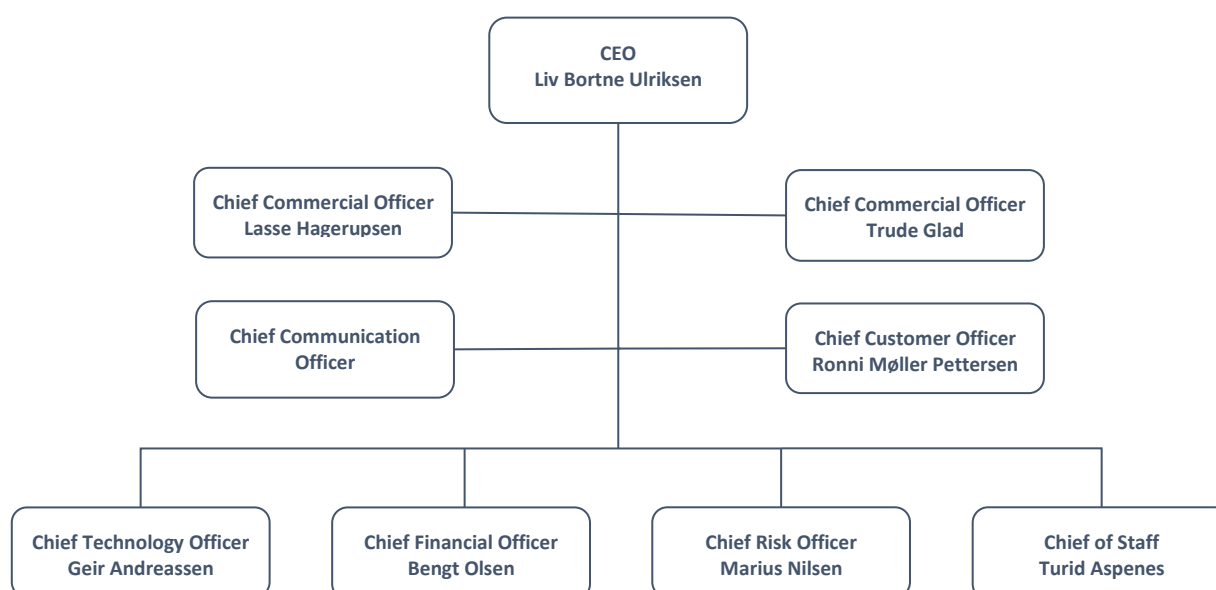 CEO
Liv Bortne Ulriksen
Chief Commercial Officer
Lasse Hagerupsen
Chief Commercial Officer
Trude Glad
Chief Communication
Officer
Chief Customer Officer
Ronni Møller Pettersen
Chief Technology Officer
Geir Andreassen
Chief Financial Officer
Bengt Olsen
Chief Risk Officer
Marius Nilsen
Chief of Staff
Turid Aspenes